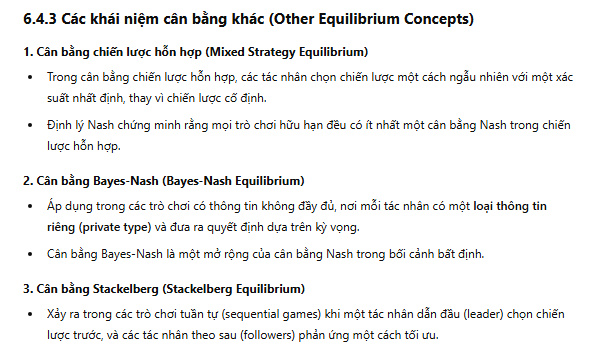 6.4.3 Các khái niệm cân bằng khác (Other Equilibrium Concepts)
1. Cân bằng chiến lược hỗn hợp (Mixed Strategy Equilibrium)
• Trong cân bằng chiến lược hỗn hợp, các tác nhân chọn chiến lược một cách ngẫu nhiên với một xác
suất nhất định, thay vì chiến lược cố định.
• Định lý Nash chứng minh rằng mọi trò chơi hữu hạn đều có ít nhất một cân bằng Nash trong chiến
lược hỗn hợp.
2. Cân bằng Bayes-Nash (Bayes-Nash Equilibrium)
• Áp dụng trong các trò chơi có thông tin không đầy đủ, nơi mỗi tác nhân có một loại thông tin
riêng (private type) và đưa ra quyết định dựa trên kỳ vọng.
• Cân bằng Bayes-Nash là một mở rộng của cân bằng Nash trong bối cảnh bất định.
3. Cân bằng Stackelberg (Stackelberg Equilibrium)
• Xảy ra trong các trò chơi tuần tự (sequential games) khi một tác nhân dẫn đầu (leader) chọn chiến
lược trước, và các tác nhân theo sau (followers) phản ứng một cách tối ưu.